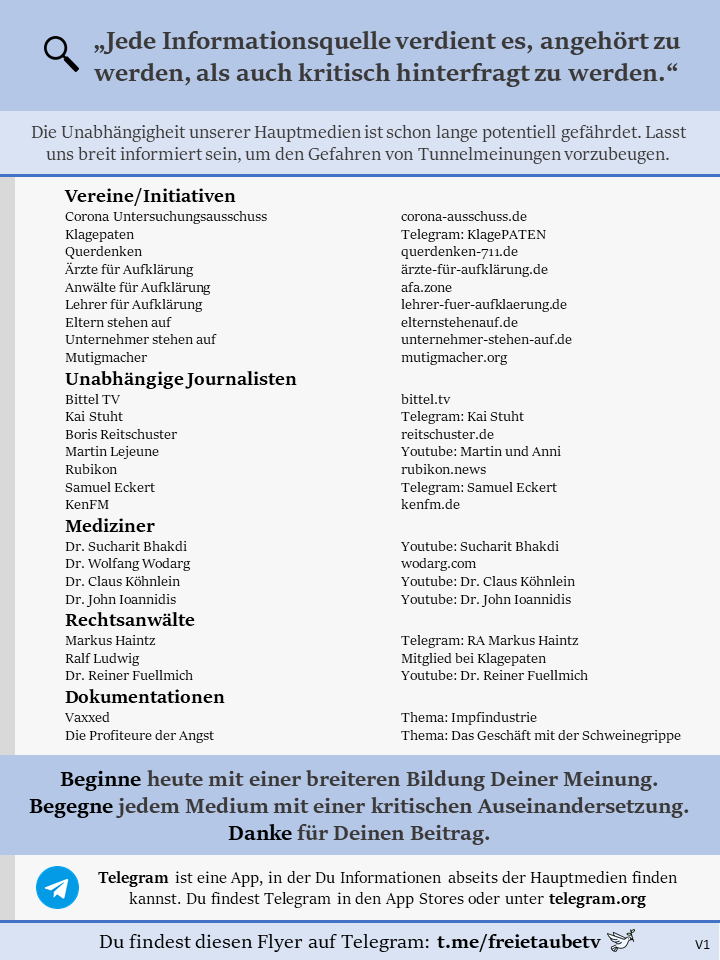 „Jede Informationsquelle verdient es, angehört zu
werden, als auch kritisch hinterfragt zu werden.“
Die Unabhängigheit unserer Hauptmedien ist schon lange potentiell gefährdet. Lasst
uns breit informiert sein, um den Gefahren von Tunnelmeinungen vorzubeugen.
Vereine/Initiativen
Corona Untersuchungsausschuss corona-ausschuss.de
Klagepaten Telegram: KlagePATEN
Querdenken querdenken-711.de
Ärzte für Aufklärung ärzte-für-aufklärung.de
Anwälte für Aufklärung afa.zone
Lehrer für Aufklärung lehrer-fuer-aufklaerung.de
Eltern stehen auf elternstehenauf.de
Unternehmer stehen auf unternehmer-stehen-auf.de
Mutigmacher mutigmacher.org
Unabhängige Journalisten
Bittel TV bittel.tv
Kai Stuht Telegram: Kai Stuht
Boris Reitschuster reitschuster.de
Martin Lejeune Youtube: Martin und Anni
Rubikon rubikon.news
Samuel Eckert Telegram: Samuel Eckert
KenFM kenfm.de
Mediziner
Dr. Sucharit Bhakdi Youtube: Sucharit Bhakdi
Dr. Wolfang Wodarg wodarg.com
Dr. Claus Köhnlein Youtube: Dr. Claus Köhnlein
Dr. John Ioannidis Youtube: Dr. John Ioannidis
Rechtsanwälte
Markus Haintz Telegram: RA Markus Haintz
Ralf Ludwig Mitglied bei Klagepaten
Dr. Reiner Fuellmich Youtube: Dr. Reiner Fuellmich
Dokumentationen
Vaxxed Thema: Impfindustrie
Die Profiteure der Angst Thema: Das Geschäft mit der Schweinegrippe
Beginne heute mit einer breiteren Bildung Deiner Meinung.
Begegne jedem Medium mit einer kritischen Auseinandersetzung.
Danke für Deinen Beitrag.
Telegram ist eine App, in der Du Informationen abseits der Hauptmedien finden
kannst. Du findest Telegram in den App Stores oder unter telegram.org
Du findest diesen Flyer auf Telegram: t.me/freietaubetv
V1